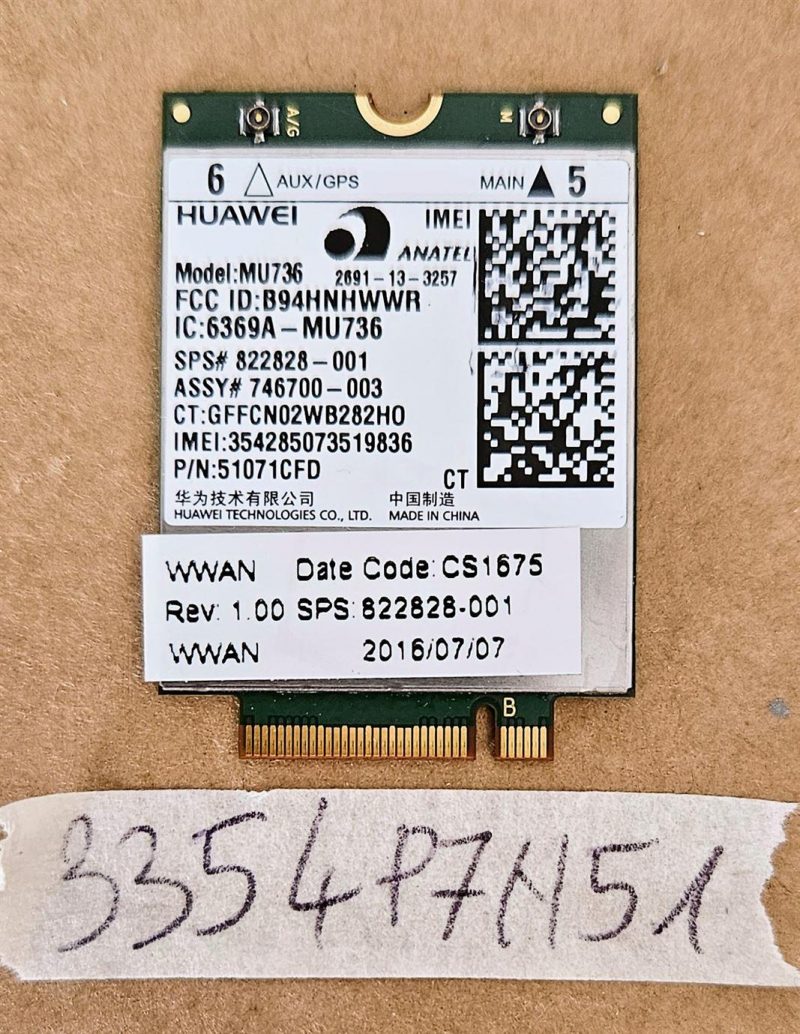 A/G M
6 AUX/GPS MAIN 5
HUAWEI IMEI
ANATEL
Model:MU736 2691-13-3257
FCC ID:B94HNHWWR
IC:6369A-MU736
SPS# 822828-001
ASSY# 746700-003
CT:GFFCN02WB282HO
IMEI:354285073519836
P/N:51071CFD CT
华为技术有限公司 中国制造
HUAWEI TECHNOLOGIES CO., LTD. MADE IN CHINA
WWAN Date Code:CS1675
Rev: 1.00 SPS:822828-001
WWAN 2016/07/07
B
3354P7H51